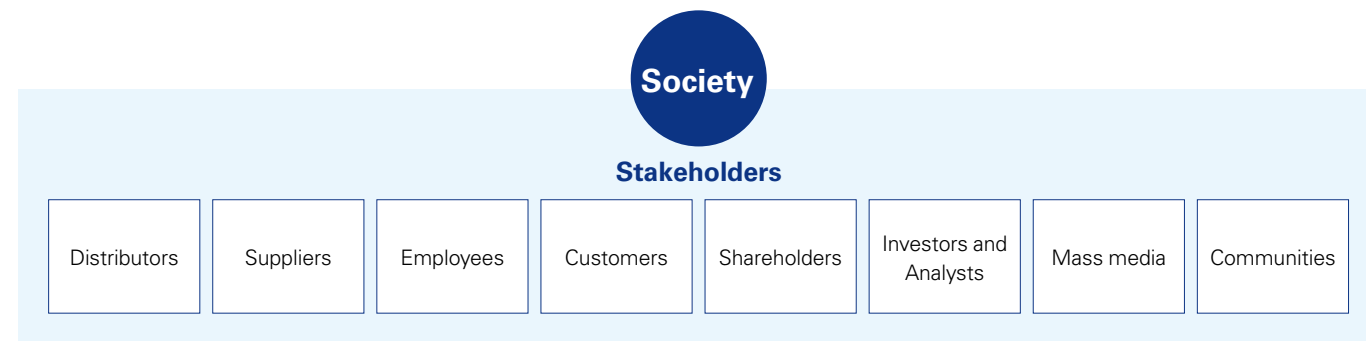 Society
Stakeholders
Distributors
Suppliers
Employees
Customers
Shareholders
Investors and
Analysts
Mass media
Communities